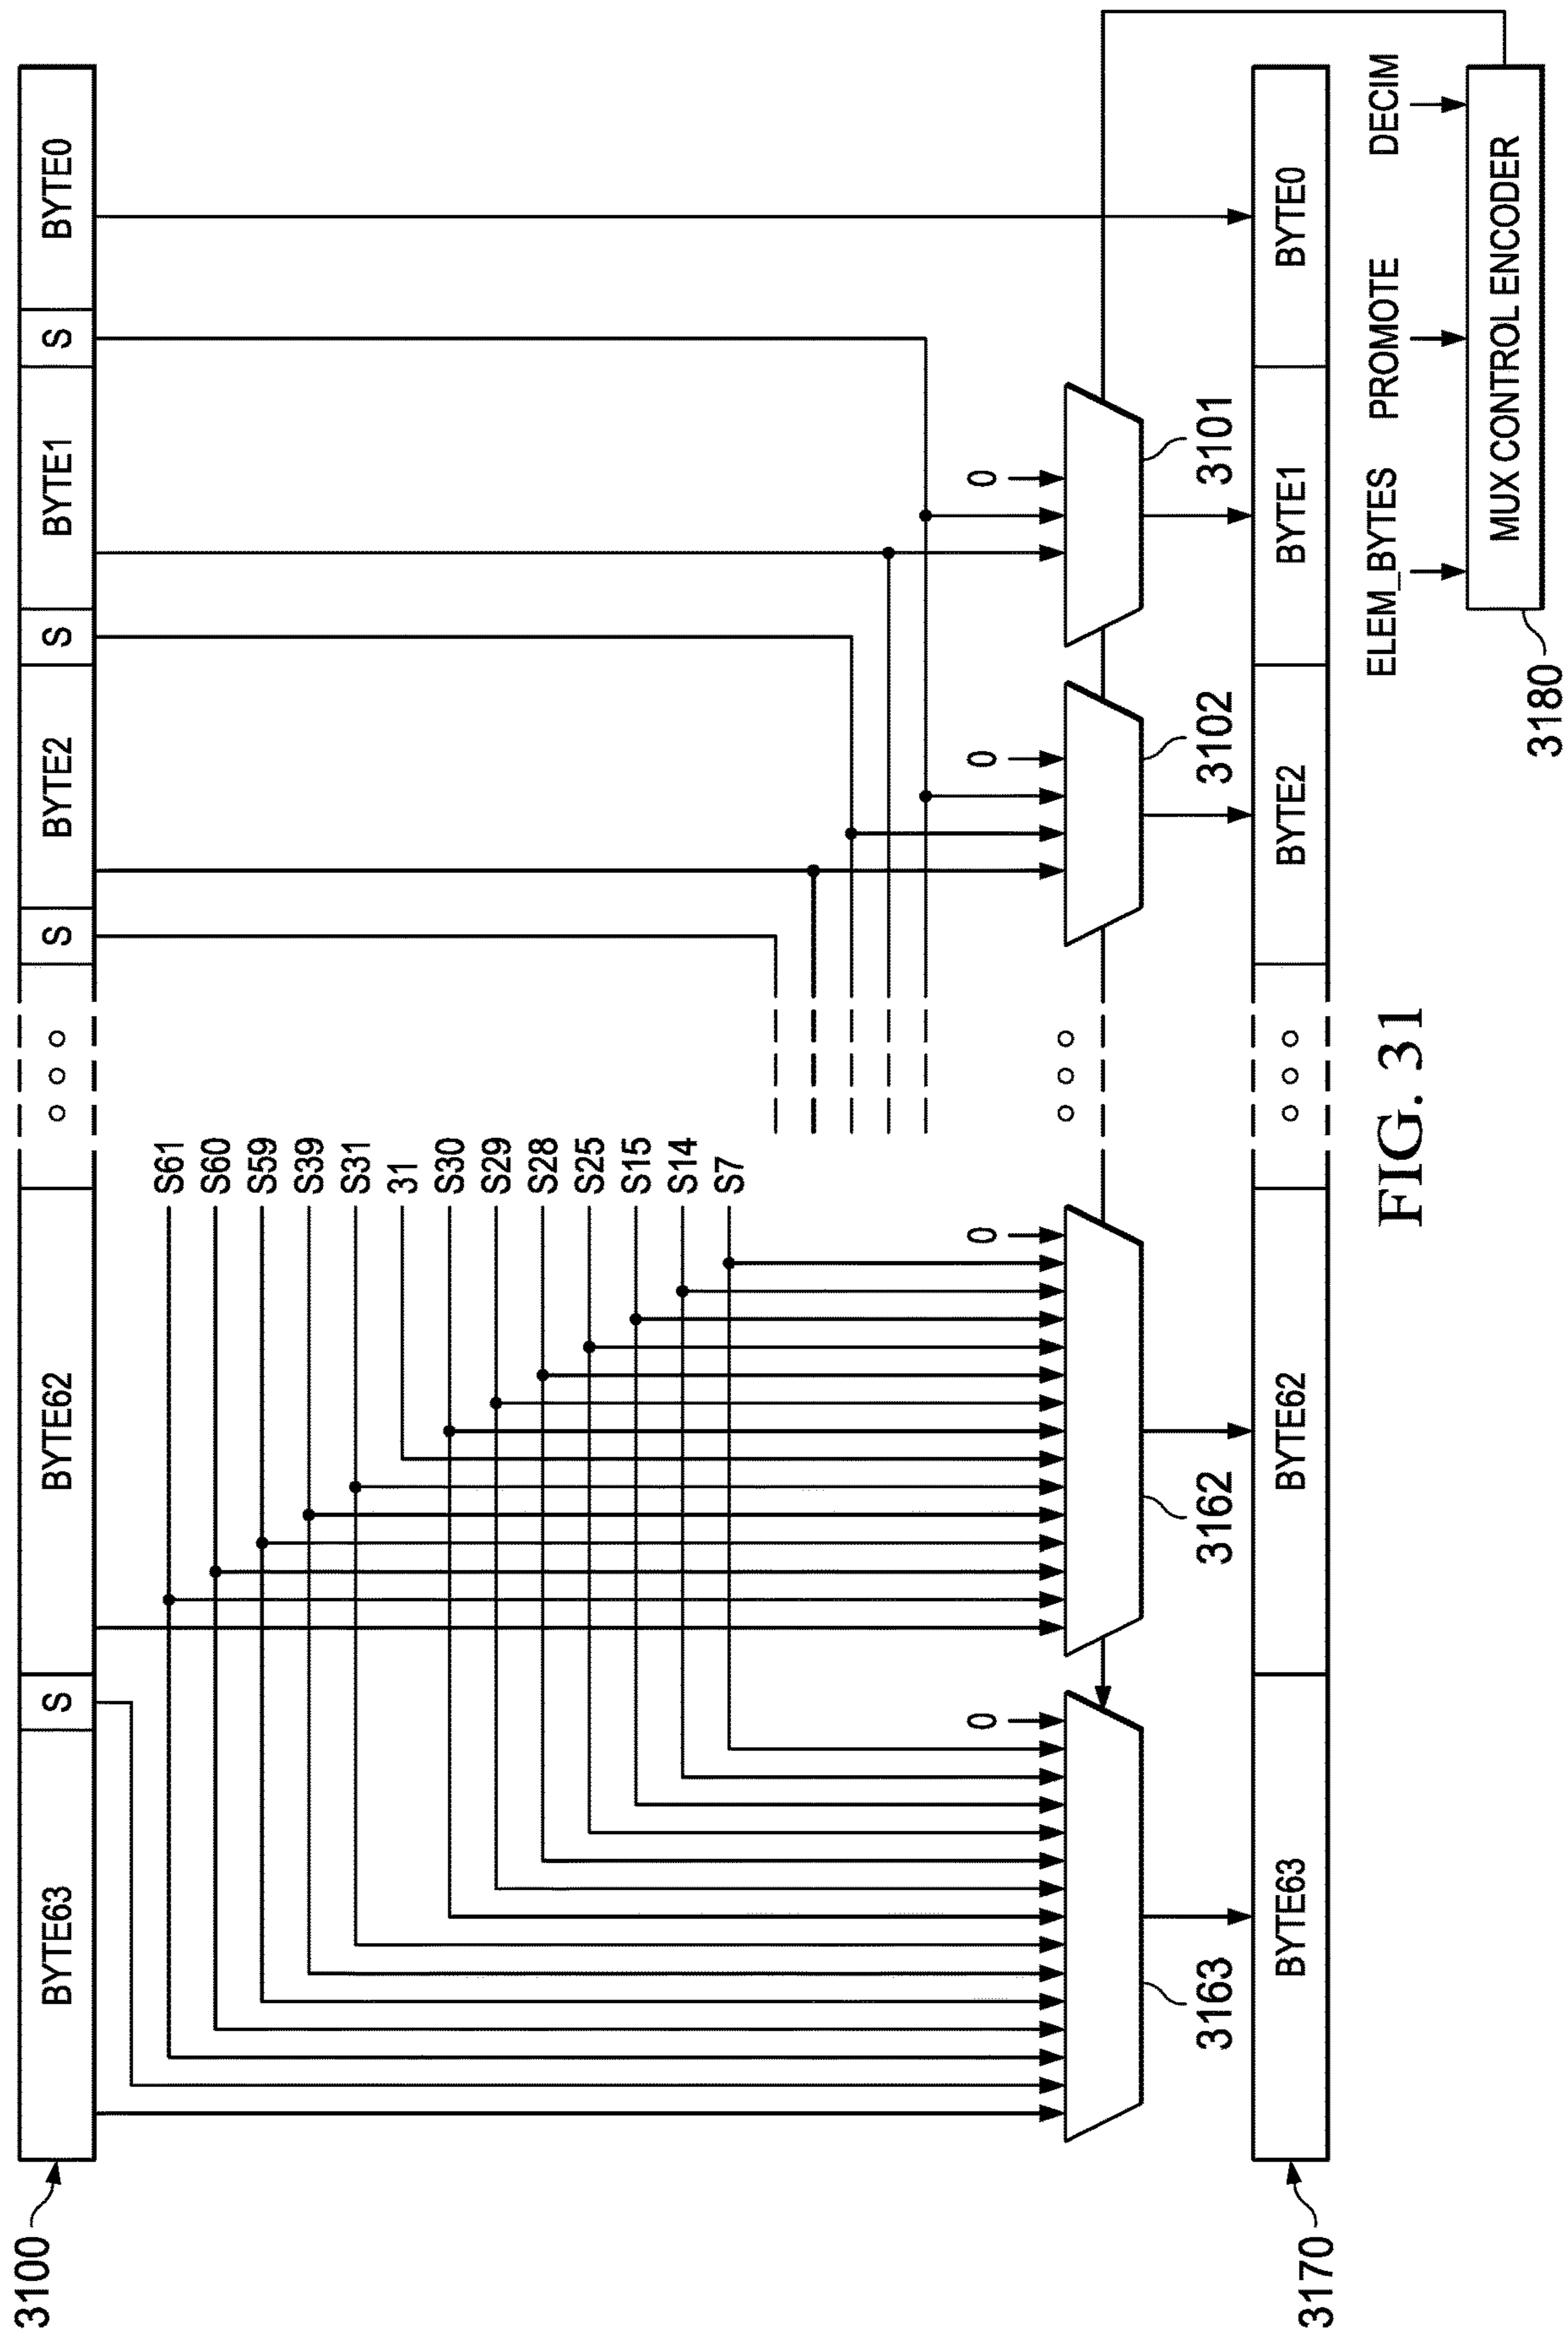 3100
BYTE63 S BYTE62 S BYTE2 S BYTE1 S BYTE0
S61
S60
S59
S39
S31
31
S30
S29
S28
S25
S15
S14
S7
0 0 0 0
3163 3162 3102 3101
3170
BYTE63 BYTE62 BYTE2 BYTE1 BYTE0
ELEM_BYTES PROMOTE DECIM
MUX CONTROL ENCODER
3180
FIG. 31